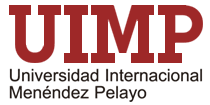 UIMP
Universidad Internacional
Menéndez Pelayo